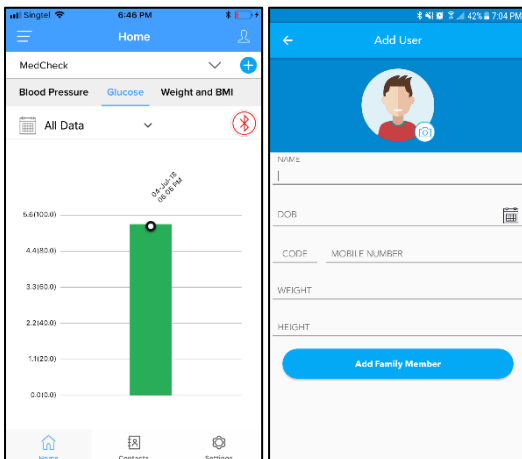 Singtel 6:46 PM
Home
MedCheck
Blood Pressure Glucose Weight and BMI
All Data
04-Jul-18
06:06 PM
5.6(100.0)
4.4(80.0)
3.3(60.0)
2.2(40.0)
1.1(20.0)
0.0(0.0)
Home Contacts Settings
42% 7:04 PM
Add User
NAME
DOB
CODE MOBILE NUMBER
WEIGHT
HEIGHT
Add Family Member